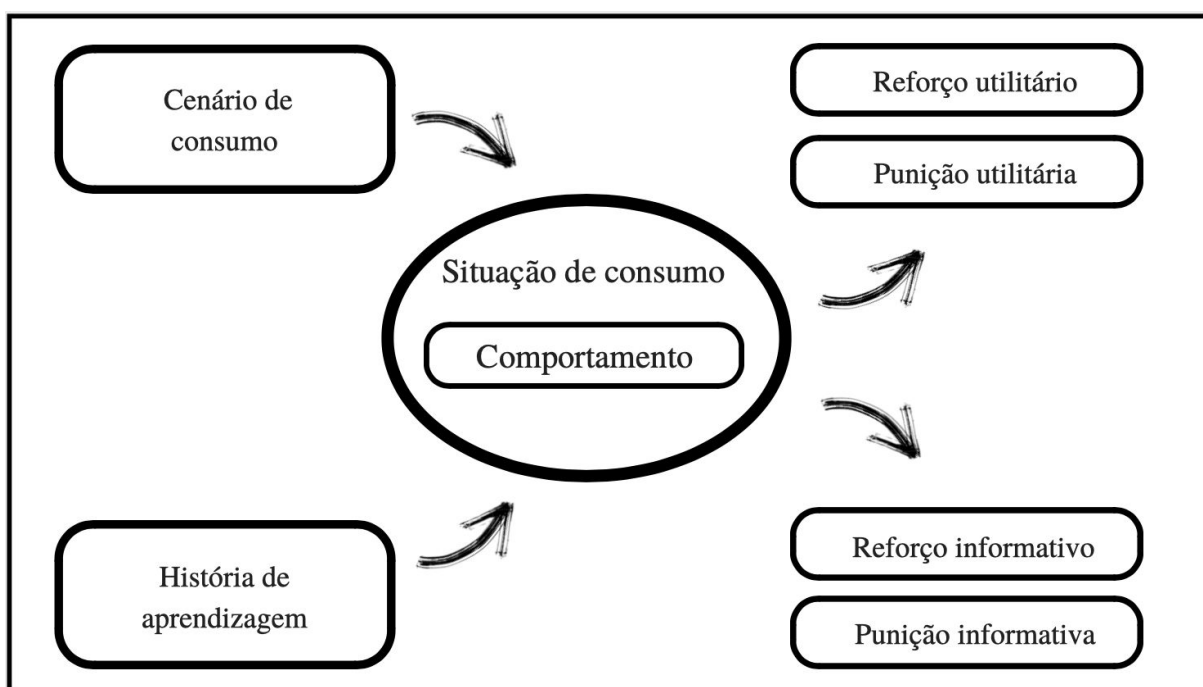 Cenário de
consumo
Reforço utilitário
Punição utilitária
Situação de consumo
Comportamento
História de
aprendizagem
Reforço informativo
Punição informativa